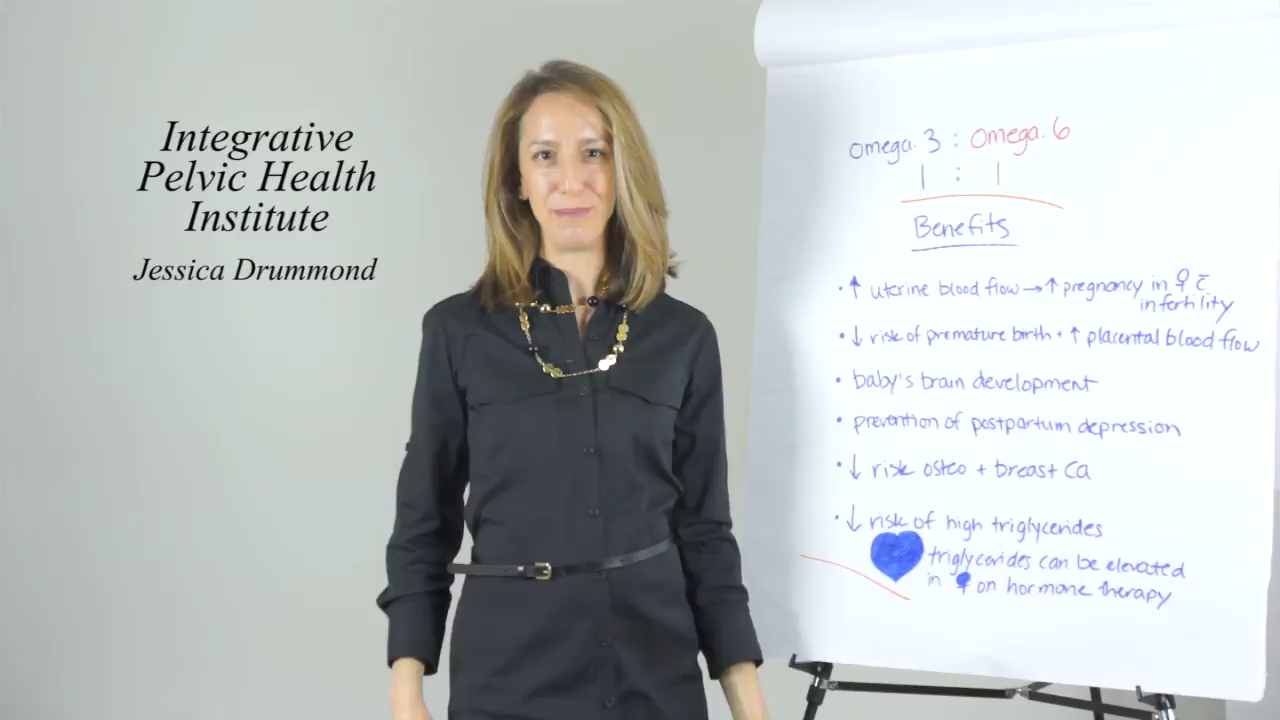 Integrative
Pelvic Health
Institute
Jessica Drummond
omega.3 : omega.6
1 : 1
Benefits
• ↑ uterine blood flow → ↑ pregnancy in ♀ c̄
infertility
• ↓ risk of premature birth + ↑ placental blood flow
• baby's brain development
• prevention of postpartum depression
• ↓ risk osteo + breast Ca
• ↓ risk of high triglycerides
triglycerides can be elevated
in ♀ on hormone therapy